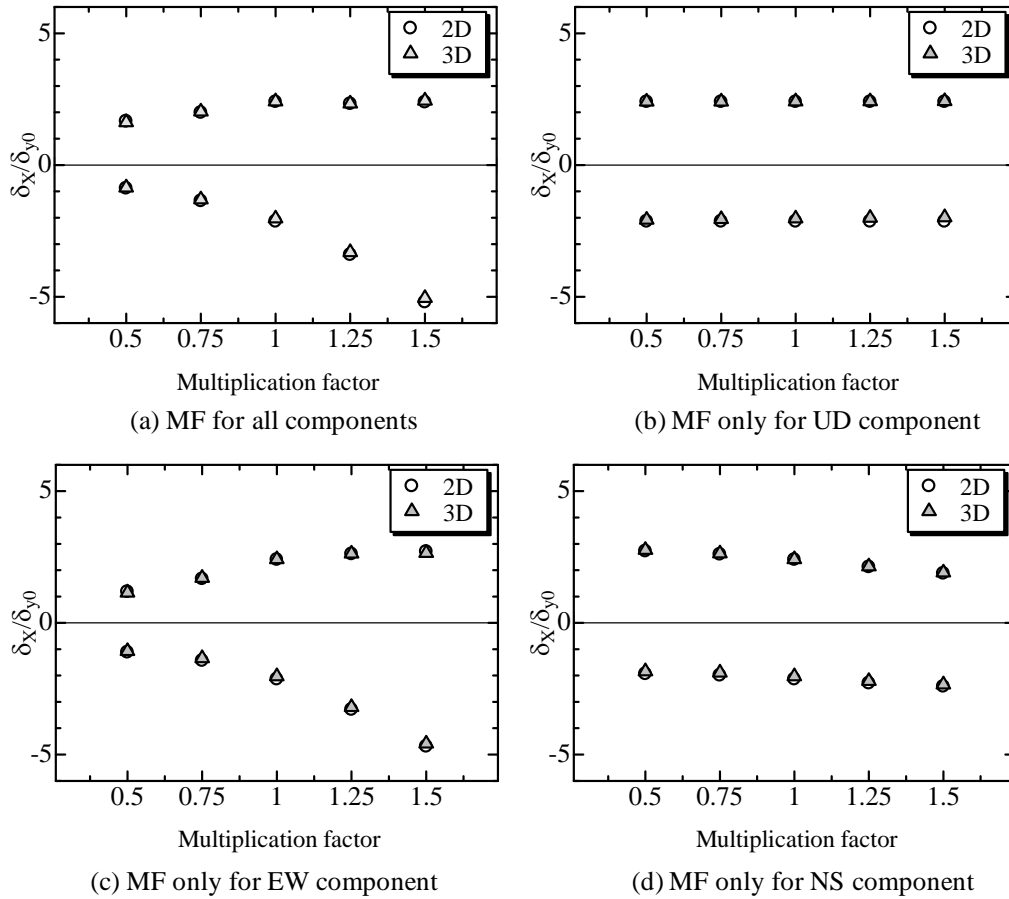 5
0
-5
δX/δy0
2D
3D
0.5 0.75 1 1.25 1.5
Multiplication factor
(a) MF for all components
5
0
-5
δX/δy0
2D
3D
0.5 0.75 1 1.25 1.5
Multiplication factor
(b) MF only for UD component
5
0
-5
δX/δy0
2D
3D
0.5 0.75 1 1.25 1.5
Multiplication factor
(c) MF only for EW component
5
0
-5
δX/δy0
2D
3D
0.5 0.75 1 1.25 1.5
Multiplication factor
(d) MF only for NS component